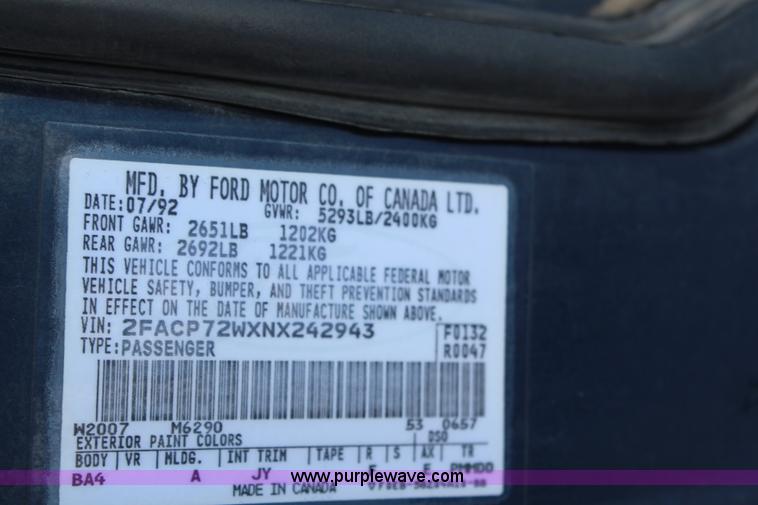 MFD. BY FORD MOTOR CO. OF CANADA LTD.
DATE: 07/92 GVWR: 5293LB/2400KG
FRONT GAWR: 2651LB 1202KG
REAR GAWR: 2692LB 1221KG
THIS VEHICLE CONFORMS TO ALL APPLICABLE FEDERAL MOTOR
VEHICLE SAFETY, BUMPER, AND THEFT PREVENTION STANDARDS
IN EFFECT ON THE DATE OF MANUFACTURE SHOWN ABOVE.
VIN: 2FACP72WXNX242943 F0132
TYPE: PASSENGER R0047
W2007 M6290 53 0657
EXTERIOR PAINT COLORS DSO
BODY VR MLDG. INT TRIM TAPE R S AX TR
BA4 A JY
www.purplewave.com
MADE IN CANADA